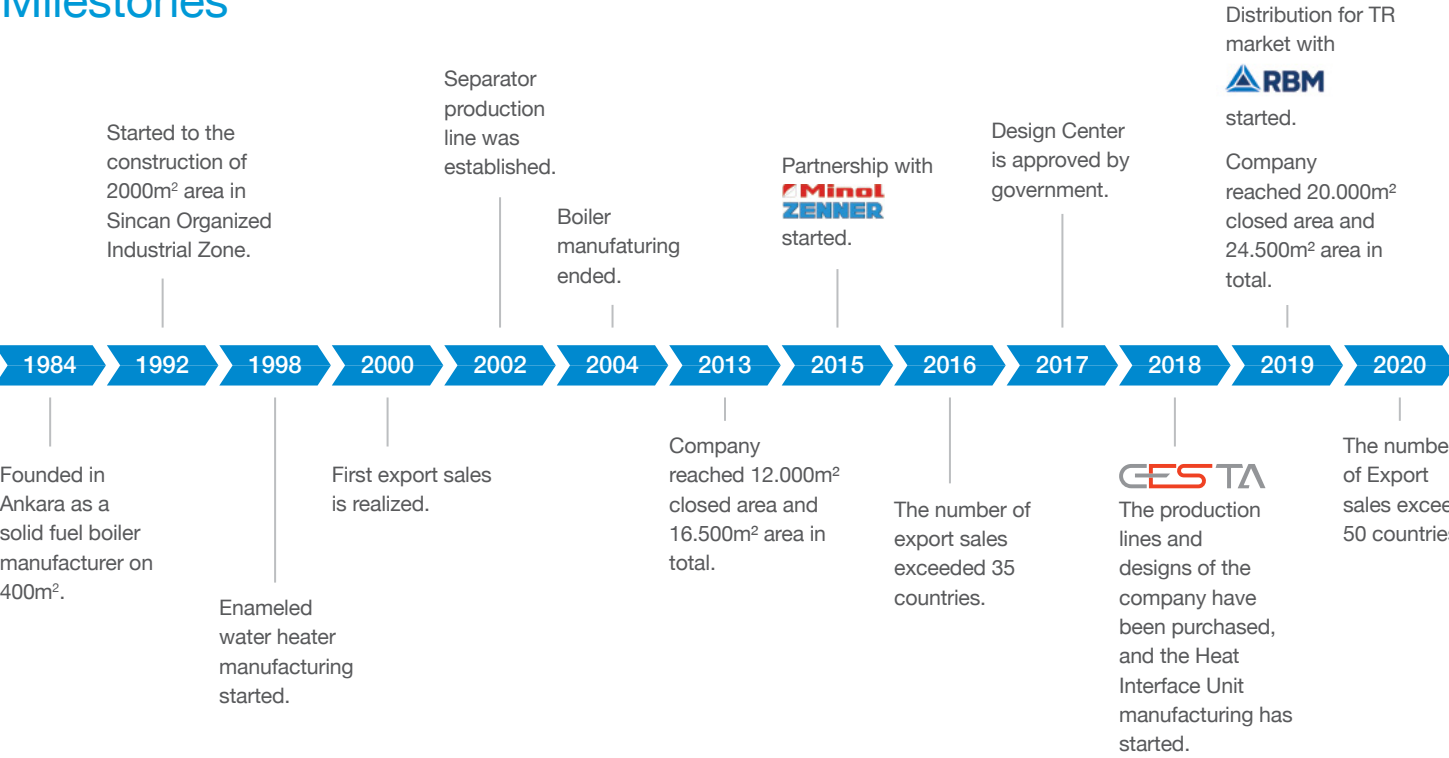 Milestones
Distribution for TR
market with
RBM
started.
Company
reached 20.000m²
closed area and
24.500m² area in
total.
Separator
production
line was
established.
Started to the
construction of
2000m² area in
Sincan Organized
Industrial Zone.
Design Center
is approved by
government.
Partnership with
Minol
ZENNER
started.
Boiler
manufaturing
ended.
1984 1992 1998 2000 2002 2004 2013 2015 2016 2017 2018 2019 2020
Founded in
Ankara as a
solid fuel boiler
manufacturer on
400m².
Enameled
water heater
manufacturing
started.
First export sales
is realized.
Company
reached 12.000m²
closed area and
16.500m² area in
total.
The number of
export sales
exceeded 35
countries.
GESTA
The production
lines and
designs of the
company have
been purchased,
and the Heat
Interface Unit
manufacturing has
started.
The numbe
of Export
sales excee
50 countrie